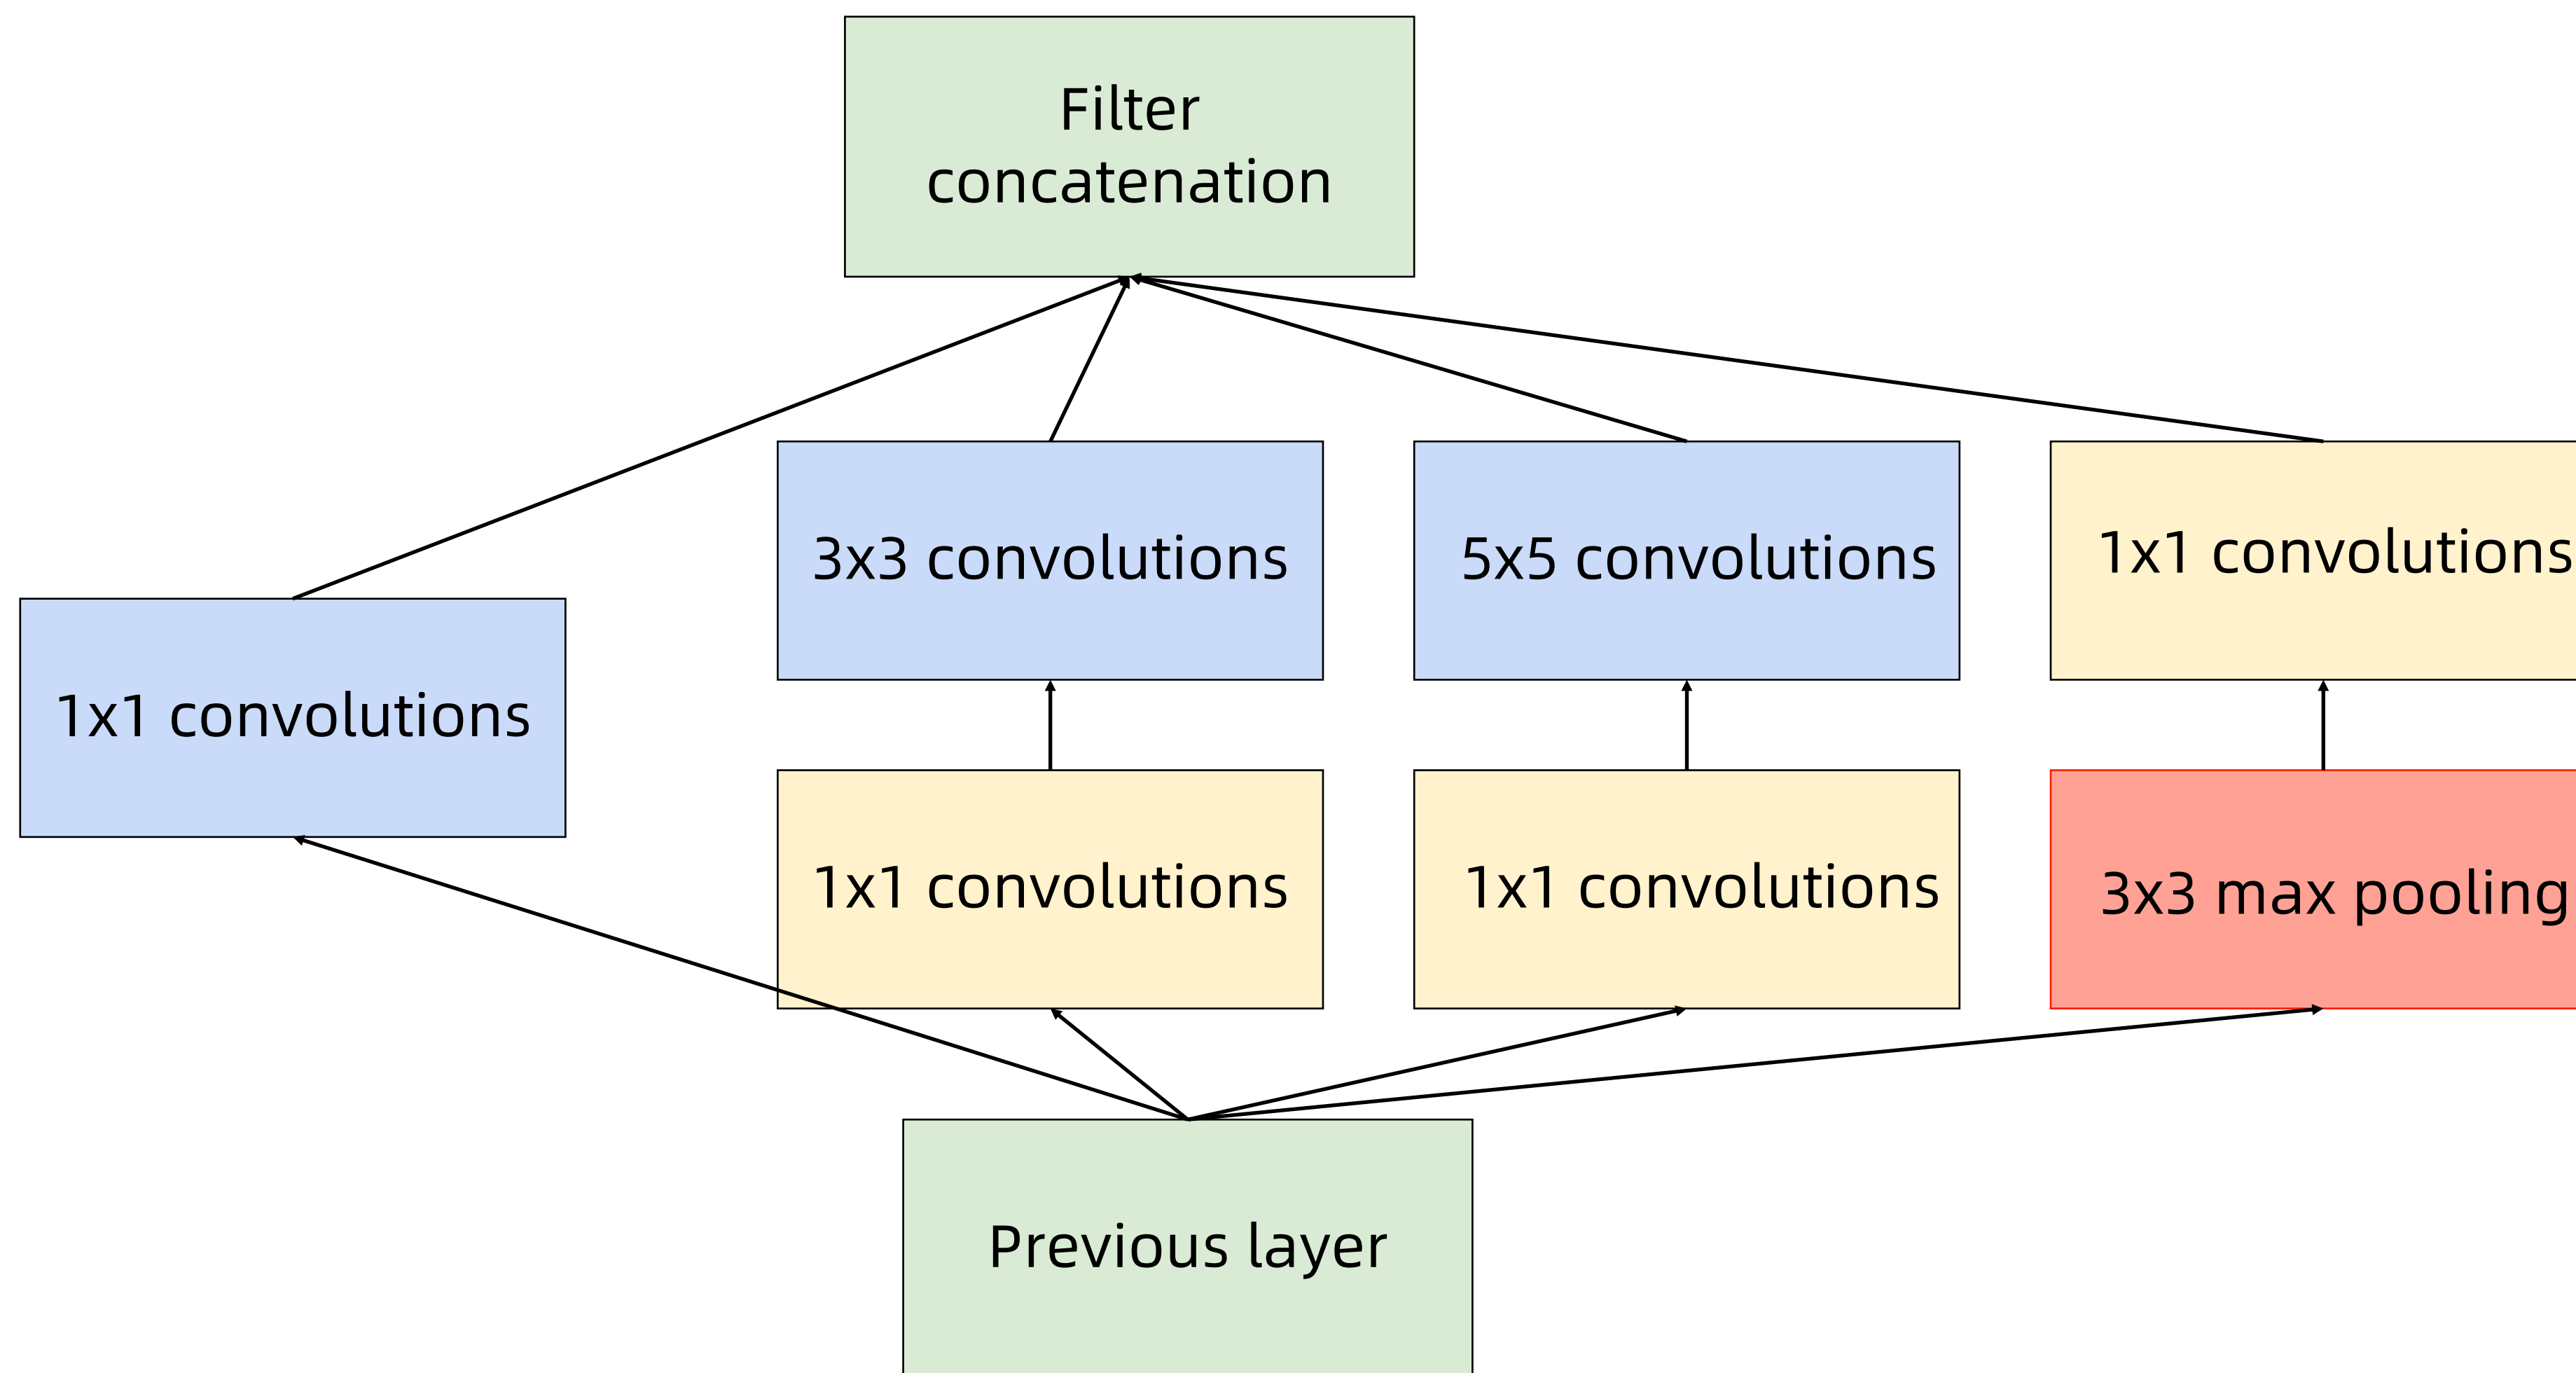 Filter
concatenation
3x3 convolutions
5x5 convolutions
1x1 convolutions
1x1 convolutions
1x1 convolutions
1x1 convolutions
3x3 max pooling
Previous layer